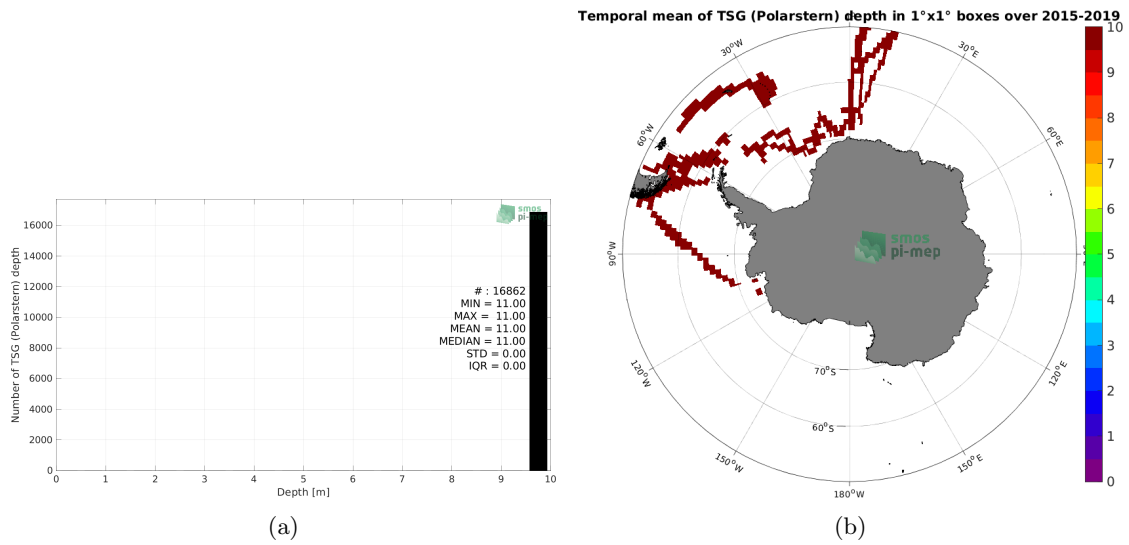 Temporal mean of TSG (Polarstern) depth in 1°x1° boxes over 2015-2019
Number of TSG (Polarstern) depth
16000
14000
12000
10000
8000
6000
4000
2000
0
smos
pi-mep
# : 16862
MIN = 11.00
MAX = 11.00
MEAN = 11.00
MEDIAN = 11.00
STD = 0.00
IQR = 0.00
0 1 2 3 4 5 6 7 8 9 10
Depth [m]
(a)
30°W
30°E
60°W
60°E
90°W
120°W
120°E
150°W
150°E
180°W
70°S
60°S
smos
pi-mep
10
9
8
7
6
5
4
3
2
1
0
(b)